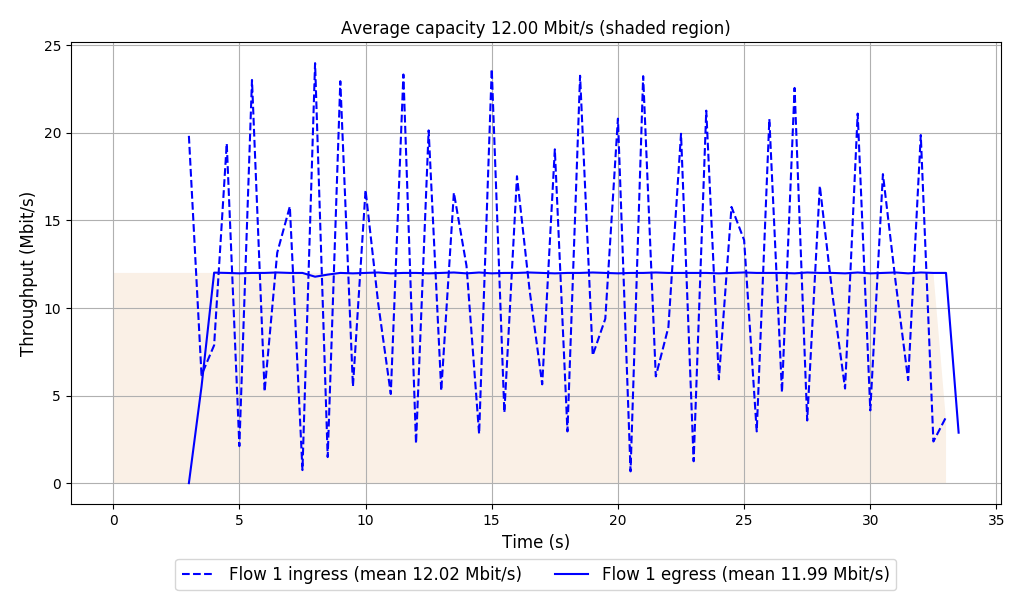 Average capacity 12.00 Mbit/s (shaded region)
Throughput (Mbit/s)
25
20
15
10
5
0
0 5 10 15 20 25 30 35
Time (s)
Flow 1 ingress (mean 12.02 Mbit/s) Flow 1 egress (mean 11.99 Mbit/s)